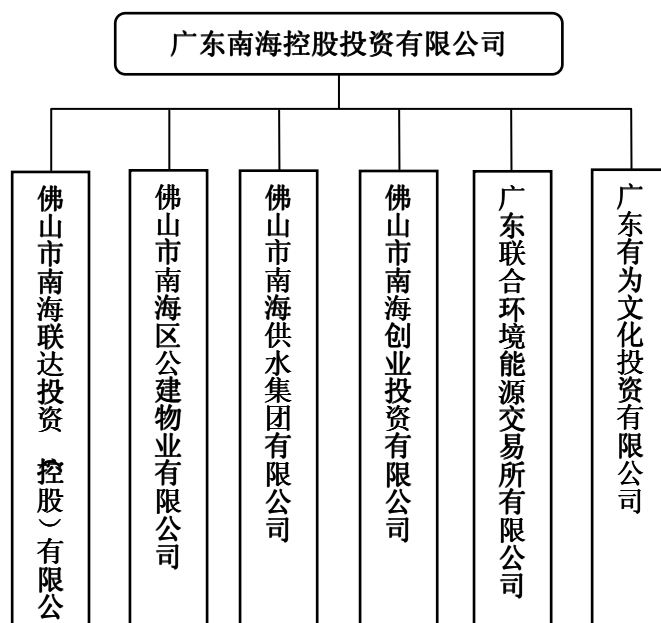 广东南海控股投资有限公司
佛山市南海联达投资（控股）有限公
佛山市南海区公建物业有限公司
佛山市南海供水集团有限公司
佛山市南海创业投资有限公司
广东联合环境能源交易所有限公司
广东有为文化投资有限公司